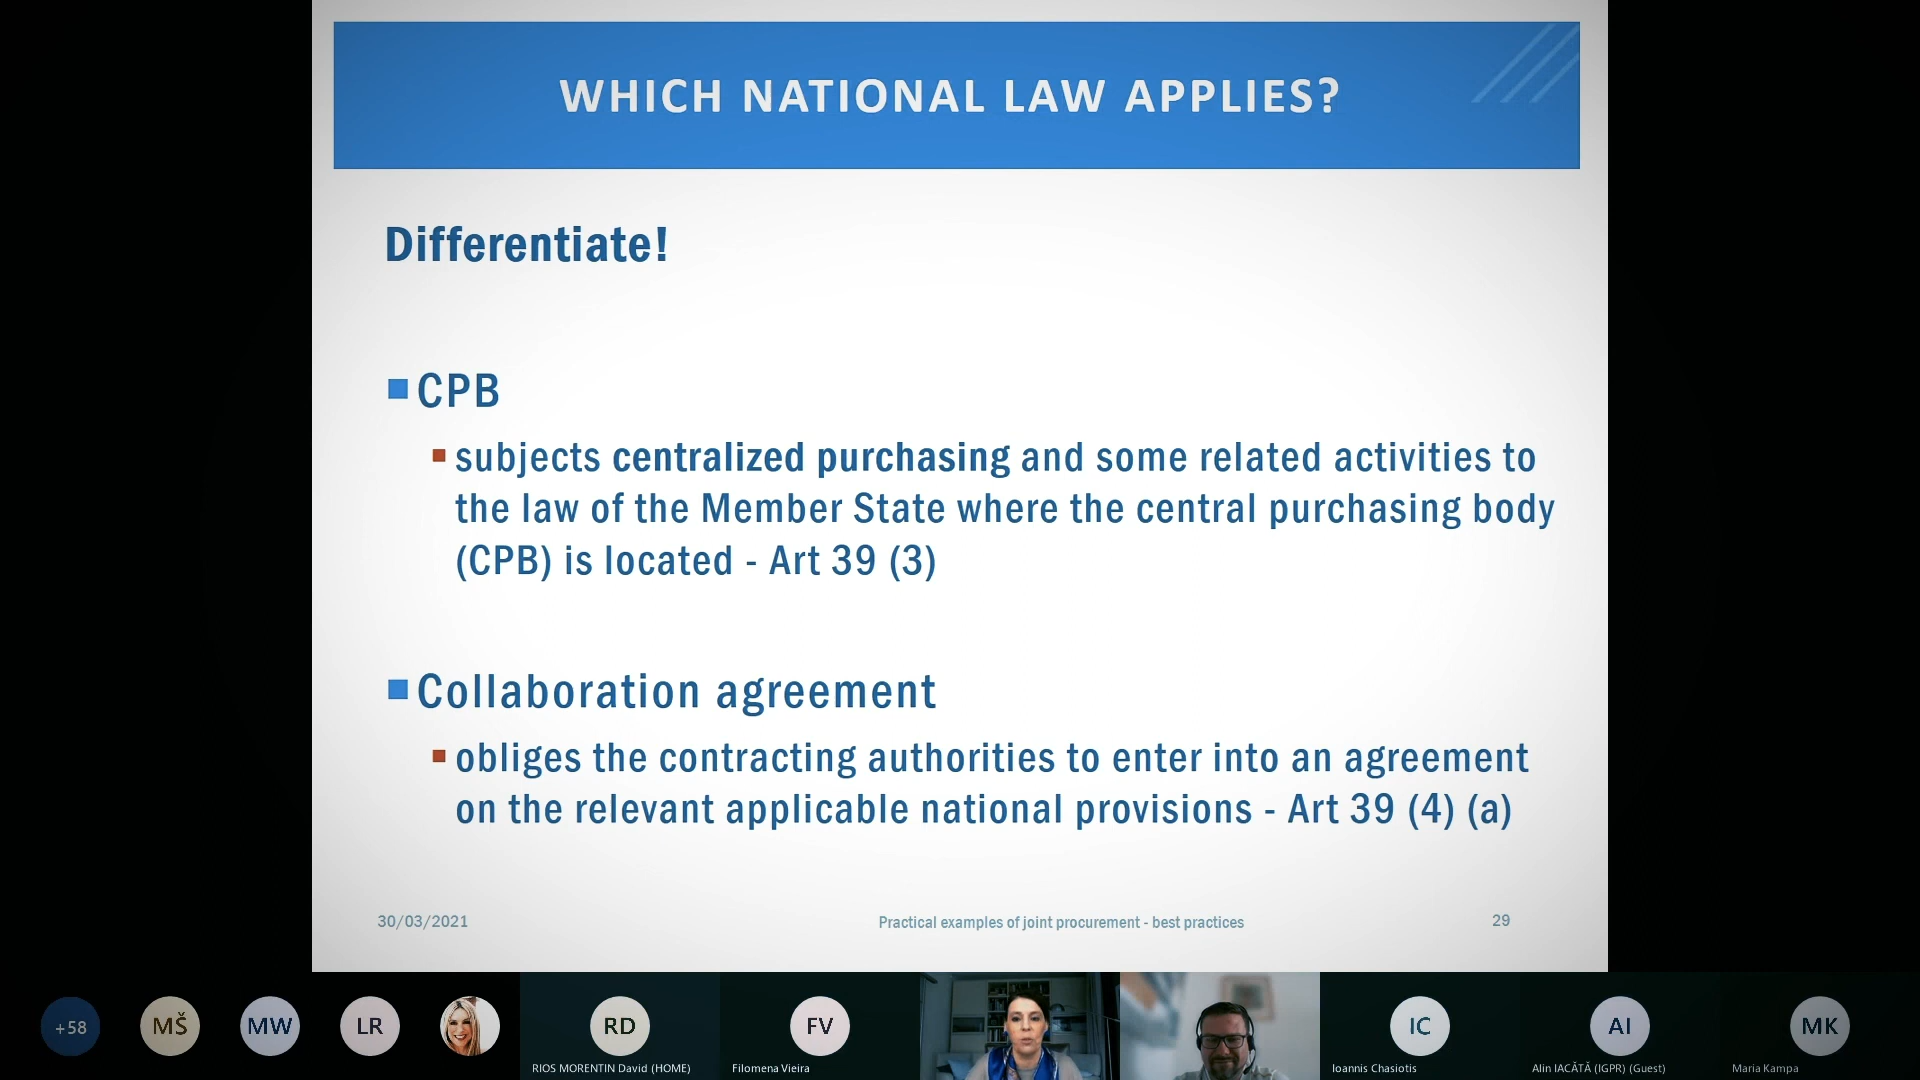 WHICH NATIONAL LAW APPLIES?
Differentiate!
CPB
subjects centralized purchasing and some related activities to
the law of the Member State where the central purchasing body
(CPB) is located - Art 39 (3)
Collaboration agreement
obliges the contracting authorities to enter into an agreement
on the relevant applicable national provisions - Art 39 (4) (a)
30/03/2021
Practical examples of joint procurement - best practices
29
+58
MŠ
MW
LR
RD
RIOS MORENTIN David (HOME)
FV
Filomena Vieira
IC
Ioannis Chasiotis
AI
Alin IACĂTĂ (IGPR) (Guest)
MK
Maria Kampa